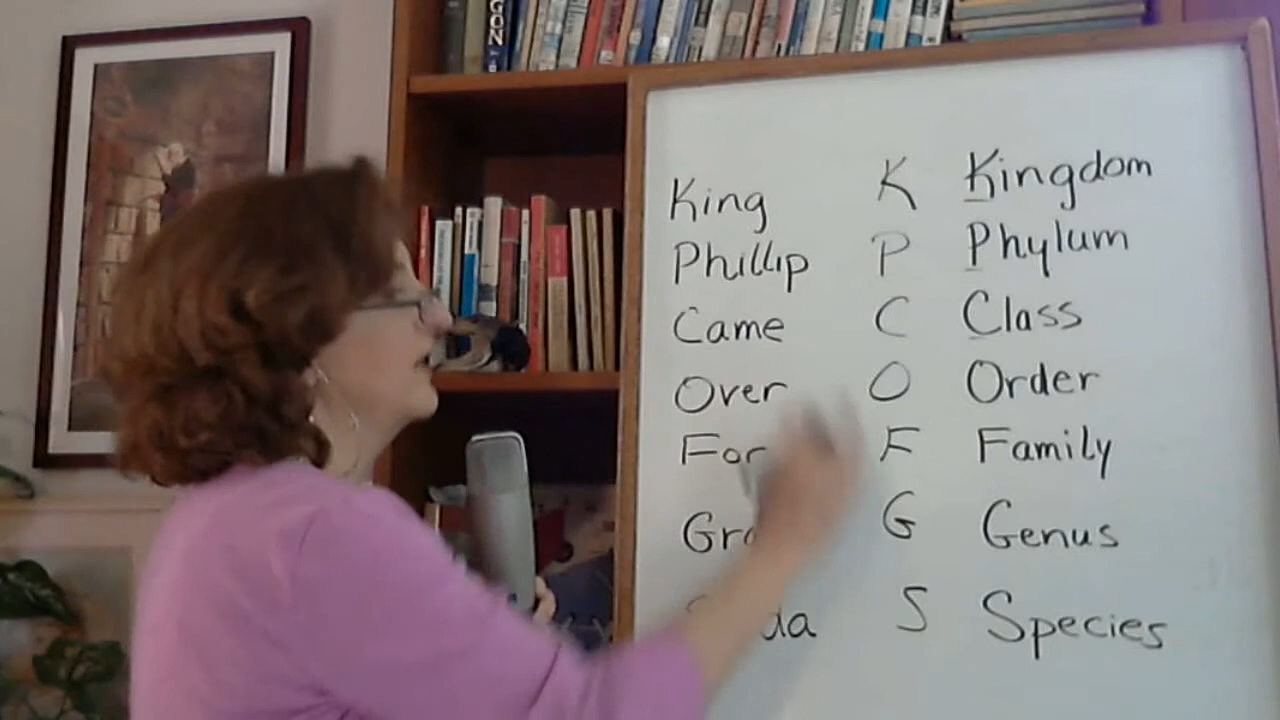 King K Kingdom
Phillip P Phylum
Came C Class
Over O Order
For F Family
G Genus
S Species